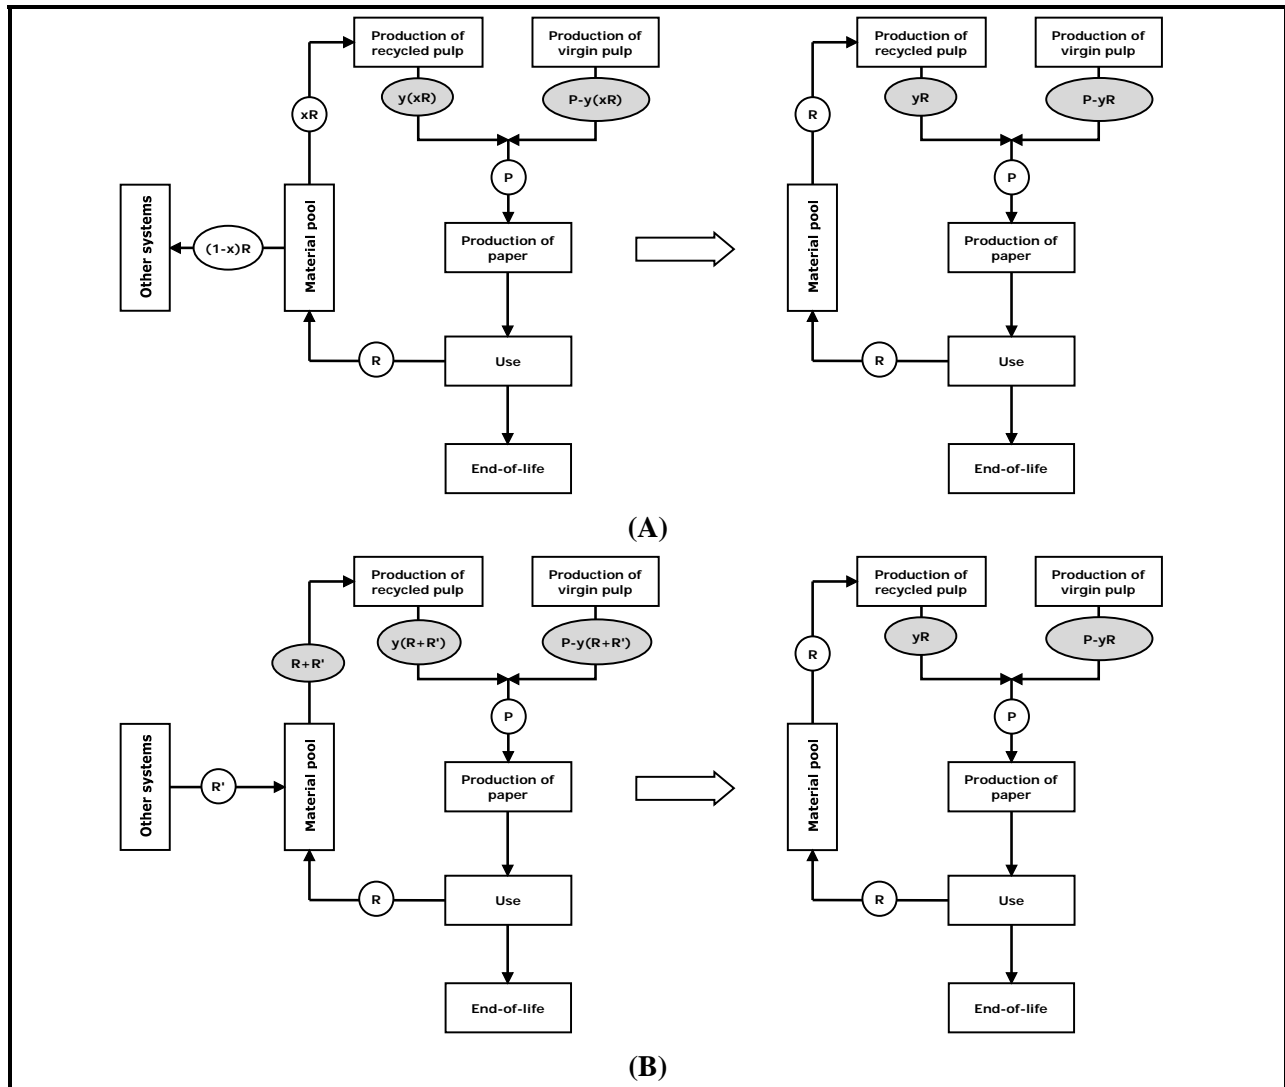 Production of
recycled pulp
Production of
virgin pulp
y(xR)
P-y(xR)
xR
P
Other systems
(1-x)R
Material pool
Production of
paper
R
Use
End-of-life
Production of
recycled pulp
Production of
virgin pulp
yR
P-yR
R
P
Material pool
Production of
paper
R
Use
End-of-life
(A)
Production of
recycled pulp
Production of
virgin pulp
y(R+R')
P-y(R+R')
R+R'
P
Other systems
R'
Material pool
Production of
paper
R
Use
End-of-life
Production of
recycled pulp
Production of
virgin pulp
yR
P-yR
R
P
Material pool
Production of
paper
R
Use
End-of-life
(B)